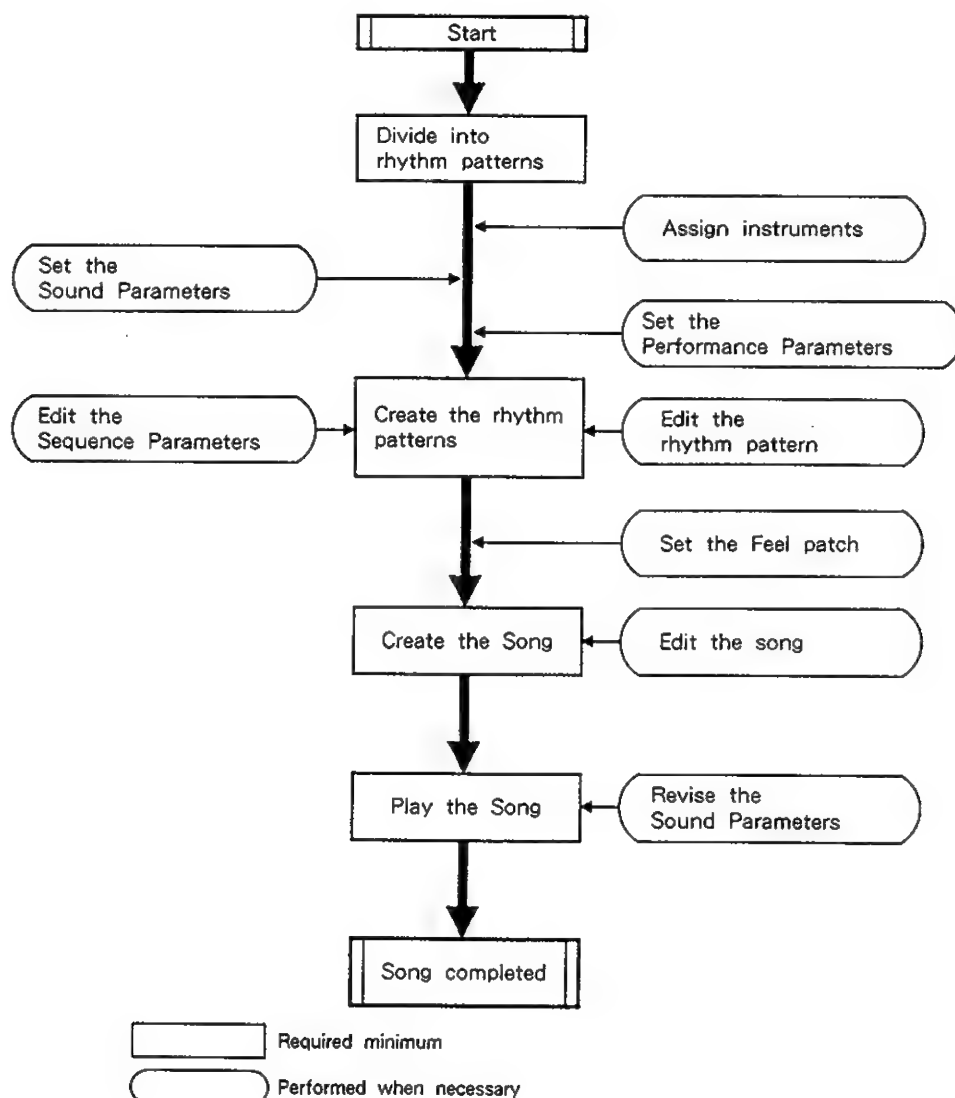 Start
Divide into
rhythm patterns
Assign instruments
Set the
Sound Parameters
Set the
Performance Parameters
Edit the
Sequence Parameters
Create the rhythm
patterns
Edit the
rhythm pattern
Set the Feel patch
Create the Song
Edit the song
Play the Song
Revise the
Sound Parameters
Song completed
Required minimum
Performed when necessary